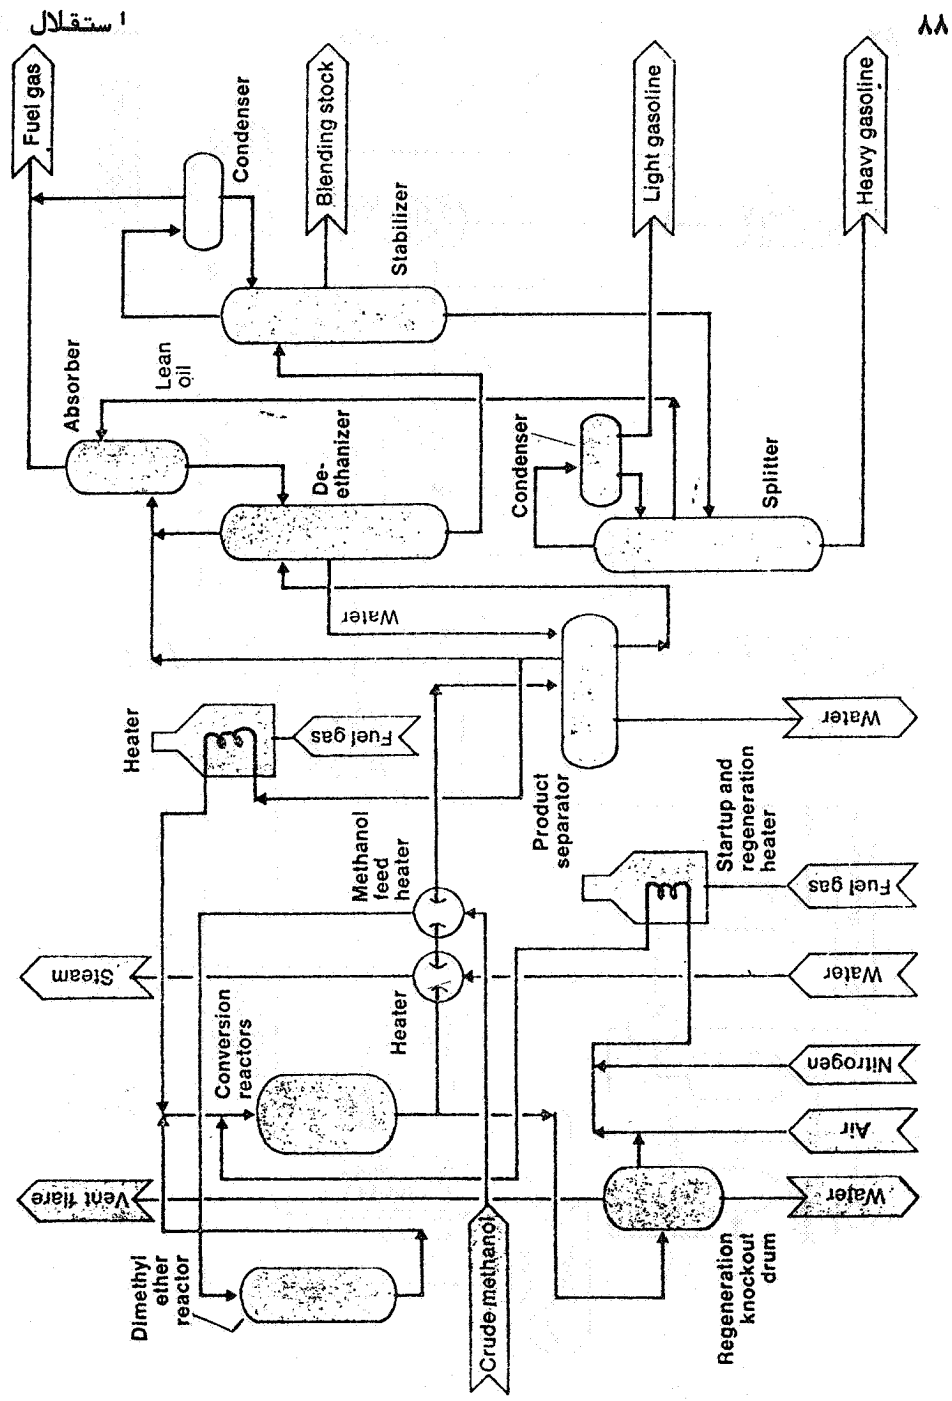 استقلال
٨٨
Fuel gas
Condenser
Blending stock
Light gasoline
Heavy gasoline
Stabilizer
Absorber
Lean
oil
De-
ethanizer
Condenser
Splitter
Water
Heater
Fuel gas
Water
Product
separator
Startup and
regeneration
heater
Methanol
feed
heater
Fuel gas
Steam
Heater
Water
Conversion
reactors
Nitrogen
Air
Vent flare
Water
Dimethyl
ether
reactor
Crude methanol
Regeneration
knockout
drum